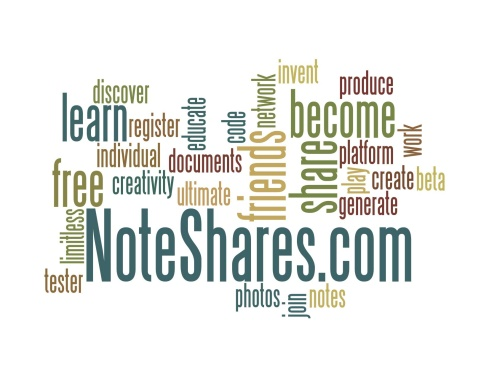 invent
discover
network
produce
learn
educate
code
become
register
work
individual
documents
friends
share
platform
free
creativity
ultimate
play
create
beta
generate
limitless
NoteShares.com
tester
photos
join
notes